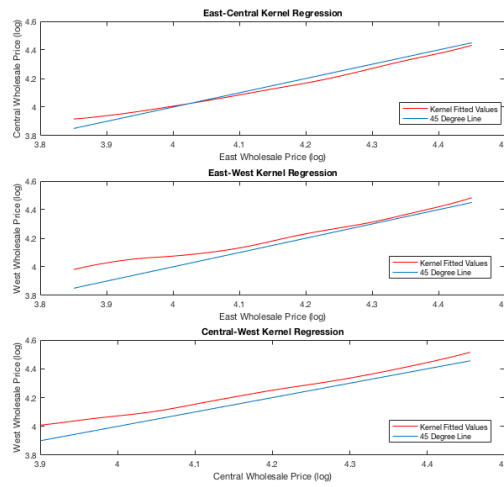 East-Central Kernel Regression
Central Wholesale Price (log)
4.6
4.4
4.2
4
3.8
Kernel Fitted Values
45 Degree Line
3.8 3.9 4 4.1 4.2 4.3 4.4 4
East Wholesale Price (log)
East-West Kernel Regression
West Wholesale Price (log)
4.6
4.4
4.2
4
3.8
Kernel Fitted Values
45 Degree Line
3.8 3.9 4 4.1 4.2 4.3 4.4 4
East Wholesale Price (log)
Central-West Kernel Regression
West Wholesale Price (log)
4.6
4.4
4.2
4
3.8
Kernel Fitted Values
45 Degree Line
3.9 4 4.1 4.2 4.3 4.4
Central Wholesale Price (log)